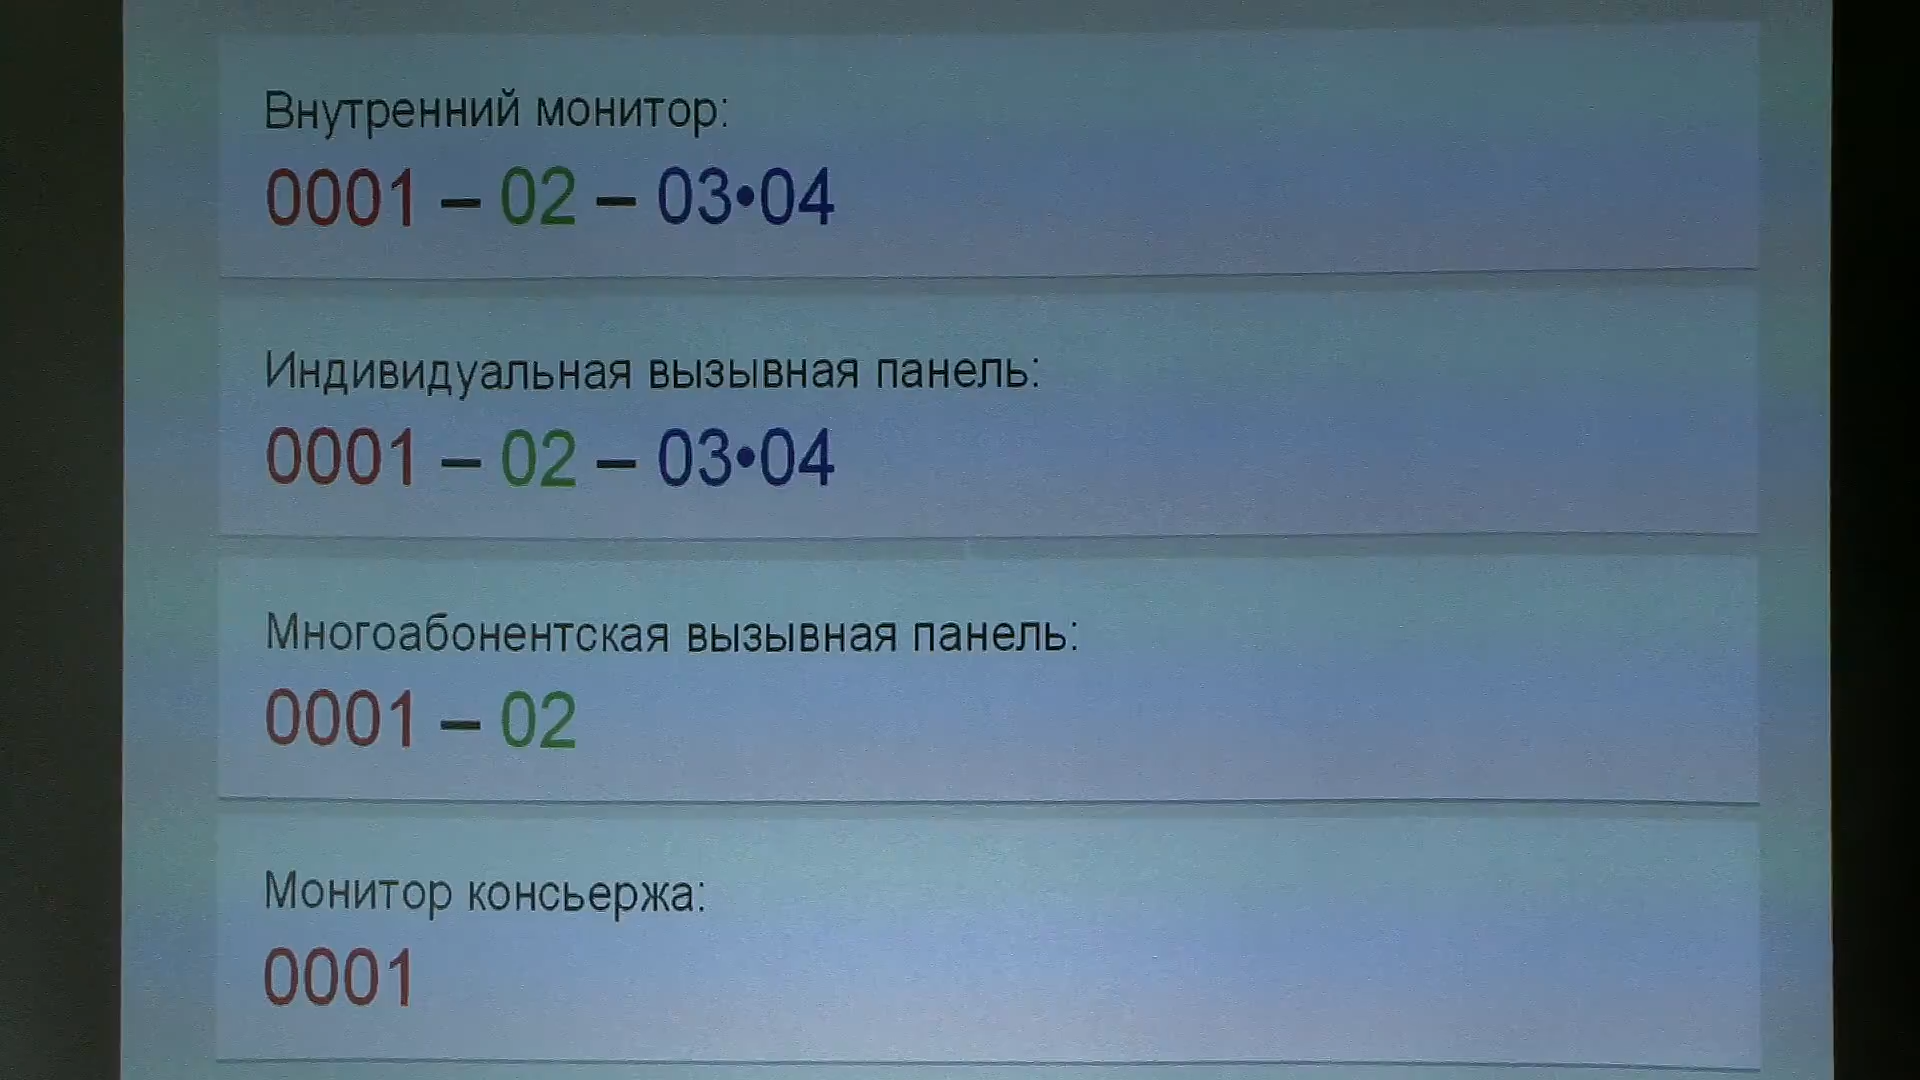 Внутренний монитор:
0001 – 02 – 03•04
Индивидуальная вызывная панель:
0001 – 02 – 03•04
Многоабонентская вызывная панель:
0001 – 02
Монитор консьержа:
0001